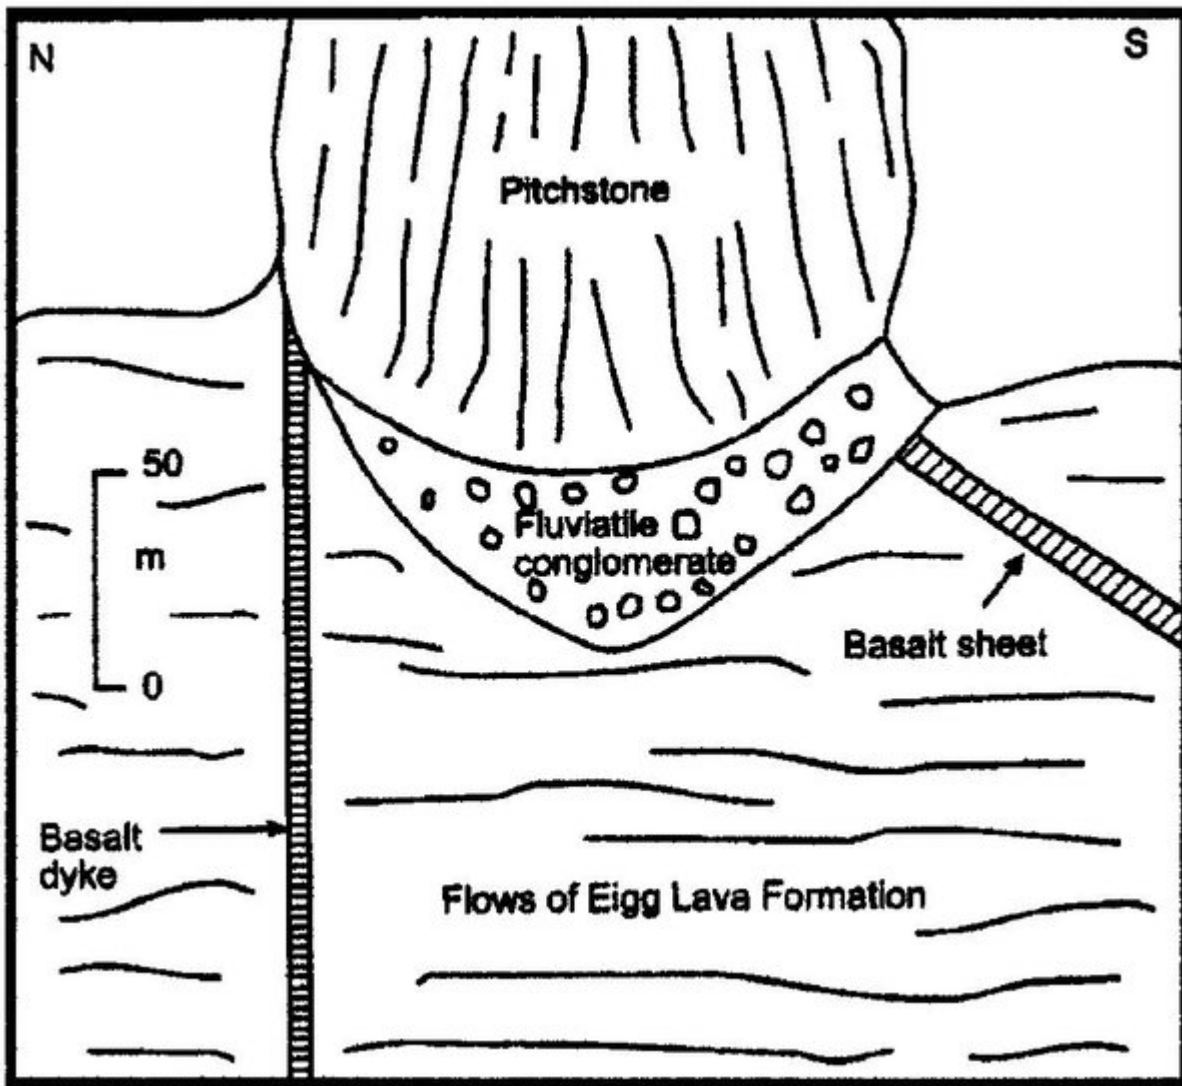 N
S
Pitchstone
50
m
0
Fluviatile
conglomerate
Basalt sheet
Basalt
dyke
Flows of Eigg Lava Formation